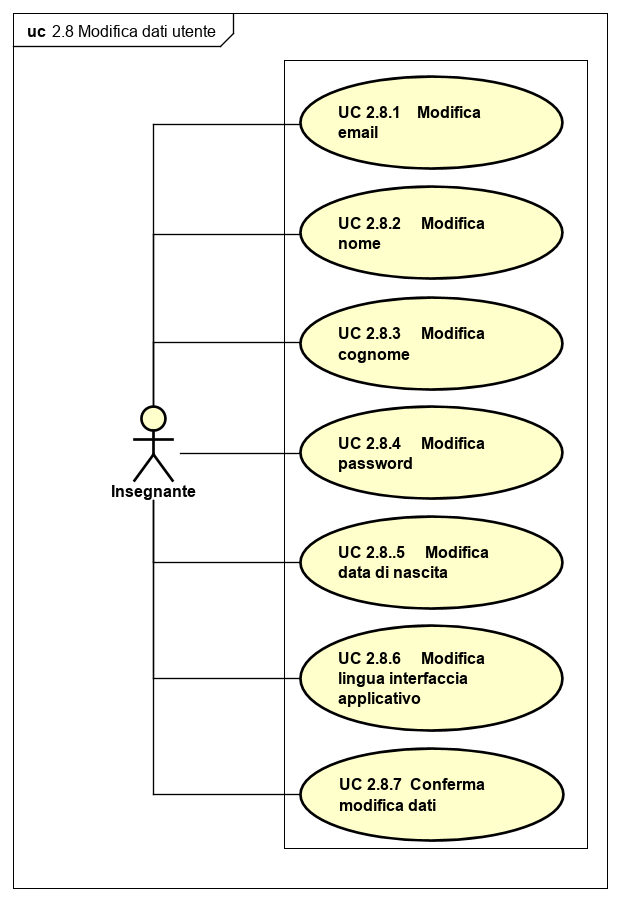 uc 2.8 Modifica dati utente
UC 2.8.1 Modifica
email
UC 2.8.2 Modifica
nome
UC 2.8.3 Modifica
cognome
UC 2.8.4 Modifica
password
Insegnante
UC 2.8..5 Modifica
data di nascita
UC 2.8.6 Modifica
lingua interfaccia
applicativo
UC 2.8.7 Conferma
modifica dati